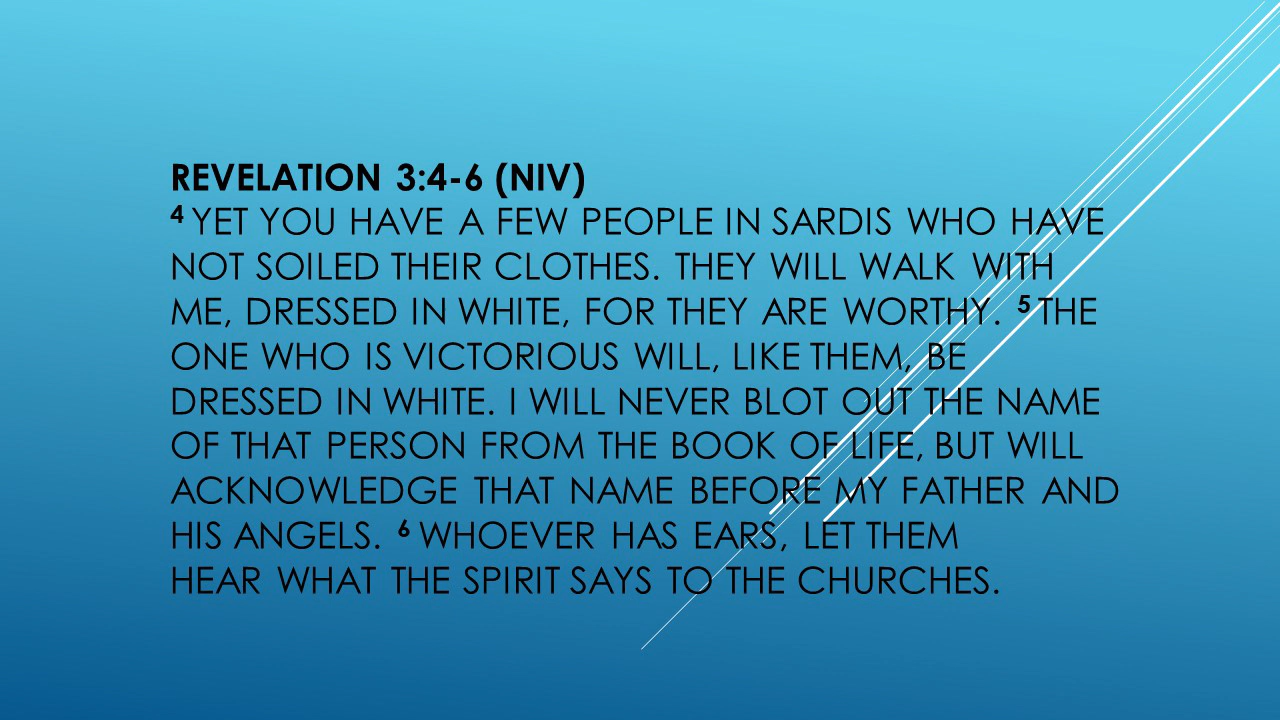 REVELATION 3:4-6 (NIV)
4 YET YOU HAVE A FEW PEOPLE IN SARDIS WHO HAVE
NOT SOILED THEIR CLOTHES. THEY WILL WALK WITH
ME, DRESSED IN WHITE, FOR THEY ARE WORTHY. 5 THE
ONE WHO IS VICTORIOUS WILL, LIKE THEM, BE
DRESSED IN WHITE. I WILL NEVER BLOT OUT THE NAME
OF THAT PERSON FROM THE BOOK OF LIFE, BUT WILL
ACKNOWLEDGE THAT NAME BEFORE MY FATHER AND
HIS ANGELS. 6 WHOEVER HAS EARS, LET THEM
HEAR WHAT THE SPIRIT SAYS TO THE CHURCHES.